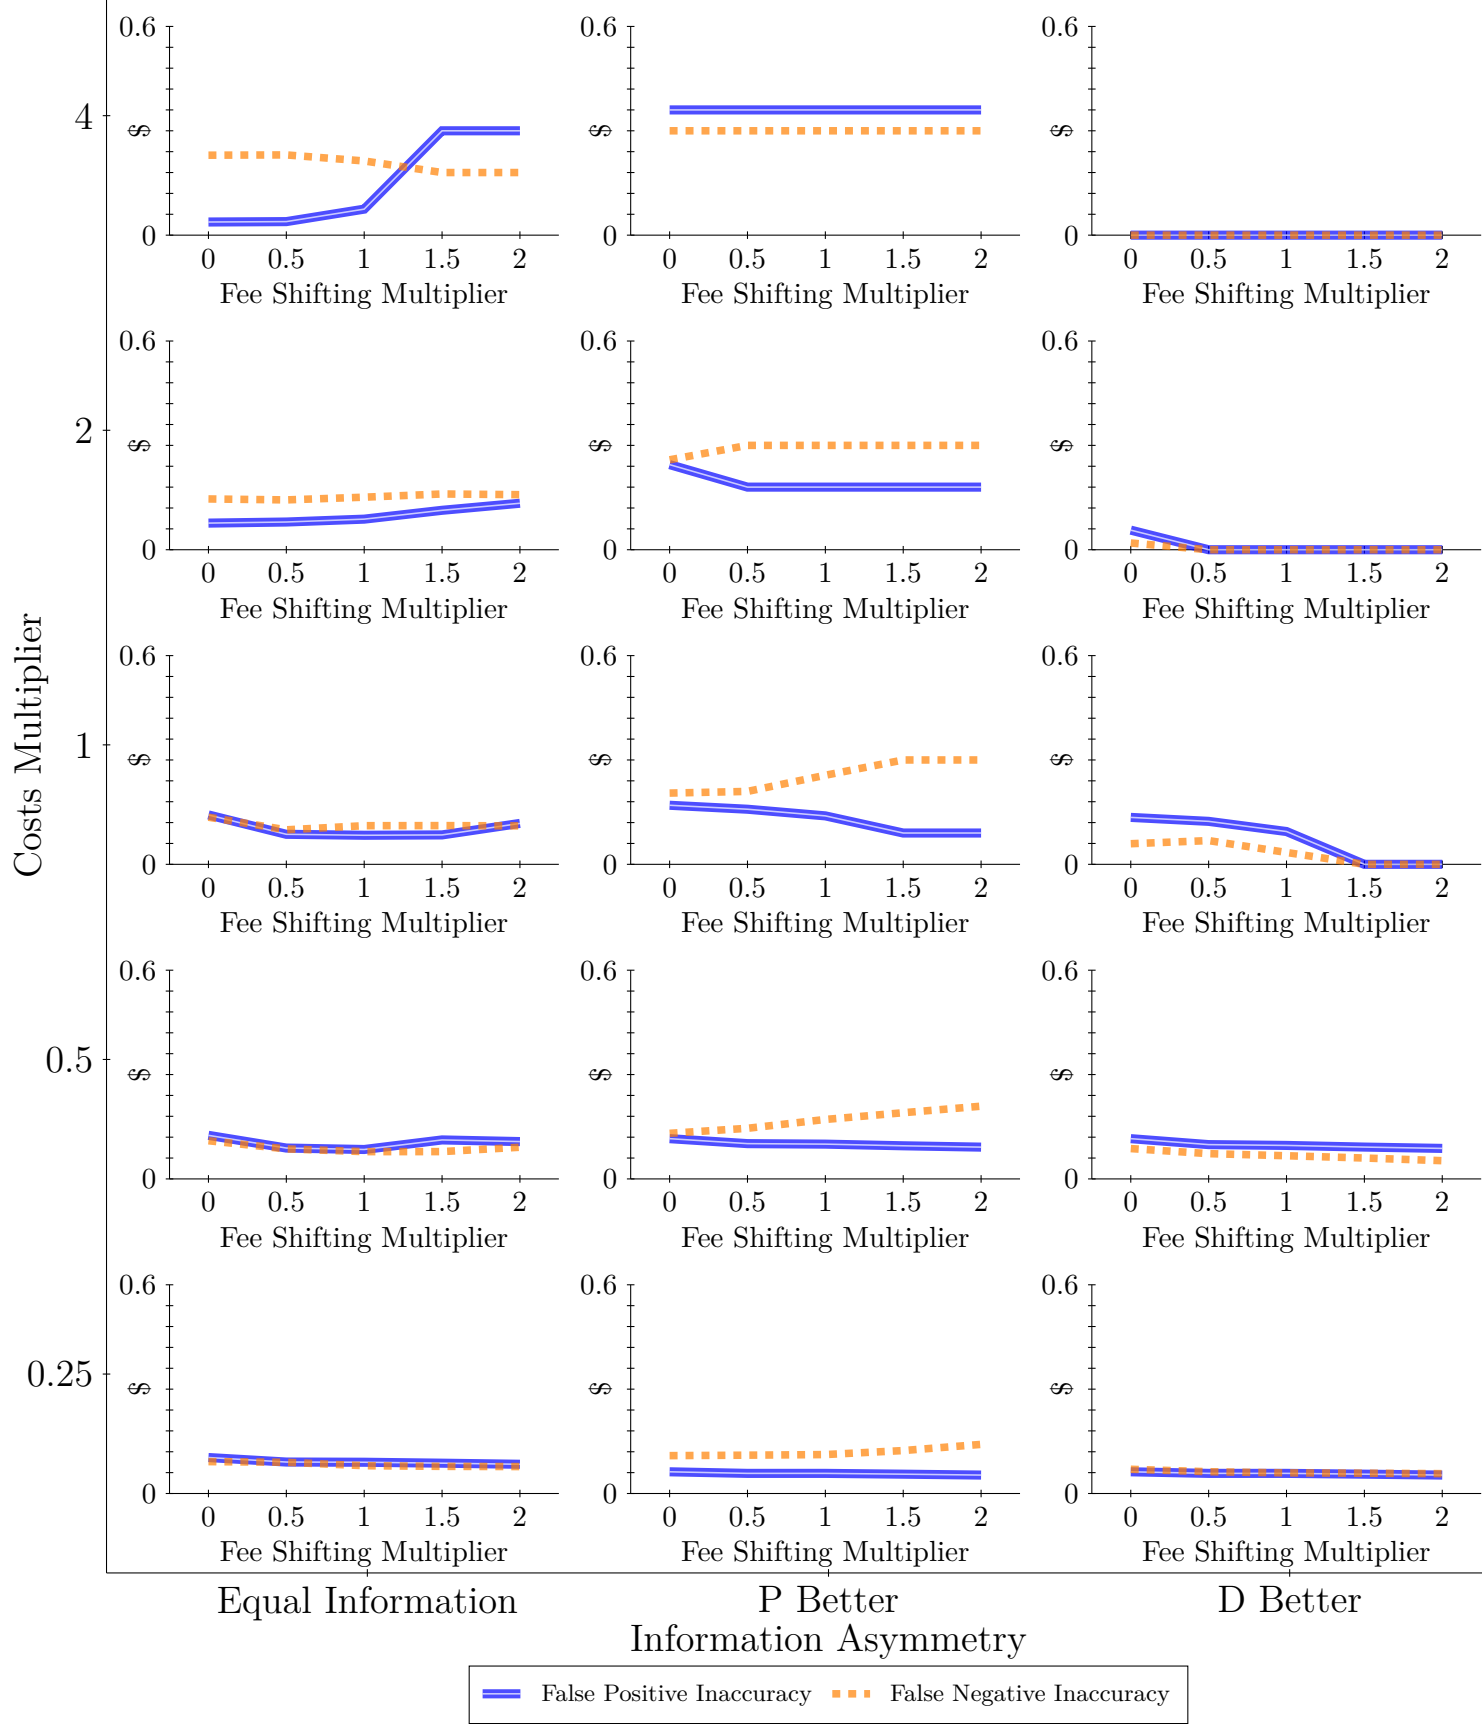 Costs Multiplier
4
0.6 0.6 0.6
$ $ $
0 0 0
0 0.5 1 1.5 2 0 0.5 1 1.5 2 0 0.5 1 1.5 2
Fee Shifting Multiplier Fee Shifting Multiplier Fee Shifting Multiplier
2
0.6 0.6 0.6
$ $ $
0 0 0
0 0.5 1 1.5 2 0 0.5 1 1.5 2 0 0.5 1 1.5 2
Fee Shifting Multiplier Fee Shifting Multiplier Fee Shifting Multiplier
1
0.6 0.6 0.6
$ $ $
0 0 0
0 0.5 1 1.5 2 0 0.5 1 1.5 2 0 0.5 1 1.5 2
Fee Shifting Multiplier Fee Shifting Multiplier Fee Shifting Multiplier
0.5
0.6 0.6 0.6
$ $ $
0 0 0
0 0.5 1 1.5 2 0 0.5 1 1.5 2 0 0.5 1 1.5 2
Fee Shifting Multiplier Fee Shifting Multiplier Fee Shifting Multiplier
0.25
0.6 0.6 0.6
$ $ $
0 0 0
0 0.5 1 1.5 2 0 0.5 1 1.5 2 0 0.5 1 1.5 2
Fee Shifting Multiplier Fee Shifting Multiplier Fee Shifting Multiplier
Equal Information P Better D Better
Information Asymmetry
False Positive Inaccuracy False Negative Inaccuracy